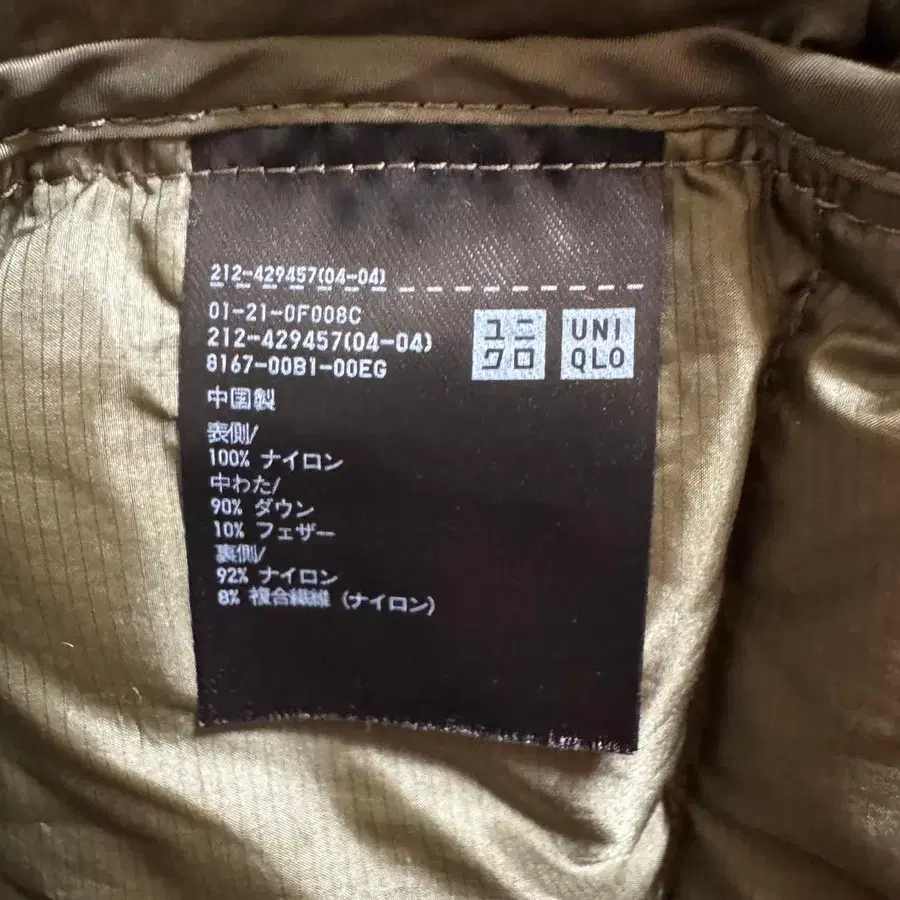 212-429457(04-04)
01-21-0F008C
212-429457(04-04)
8167-00B1-00EG
ユニ
クロ
UNI
QLO
中国製
表側/
100% ナイロン
中わた/
90% ダウン
10% フェザー
裏側/
92% ナイロン
8% 複合繊維 (ナイロン)